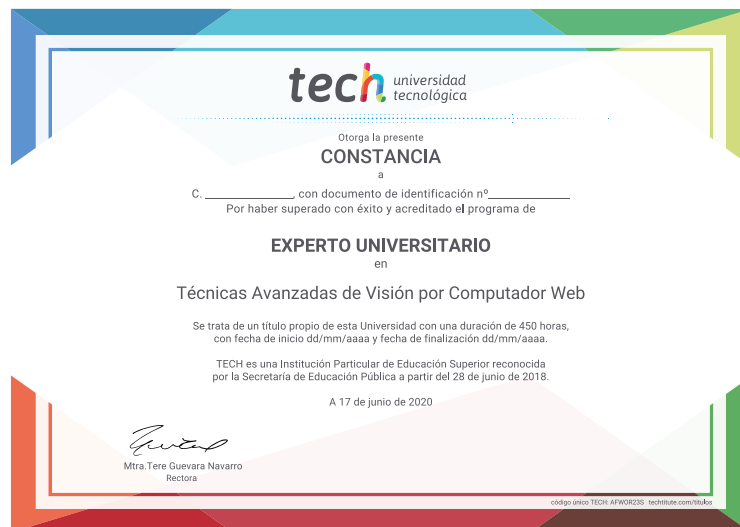 tech universidad
tecnológica
Otorga la presente
CONSTANCIA
a
C. ______________, con documento de identificación nº_____________
Por haber superado con éxito y acreditado el programa de
EXPERTO UNIVERSITARIO
en
Técnicas Avanzadas de Visión por Computador Web
Se trata de un título propio de esta Universidad con una duración de 450 horas,
con fecha de inicio dd/mm/aaaa y fecha de finalización dd/mm/aaaa.
TECH es una Institución Particular de Educación Superior reconocida
por la Secretaría de Educación Pública a partir del 28 de junio de 2018.
A 17 de junio de 2020
Mtra.Tere Guevara Navarro
Rectora
código único TECH: AFWOR23S techtitute.com/titulos